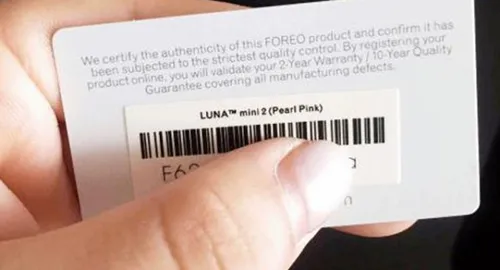 We certify the authenticity of this FOREO product and confirm it has
been subjected to the strictest quality control. By registering your
product online, you will validate your 2-Year Warranty / 10-Year Quality
Guarantee covering all manufacturing defects.
LUNA™ mini 2 (Pearl Pink)